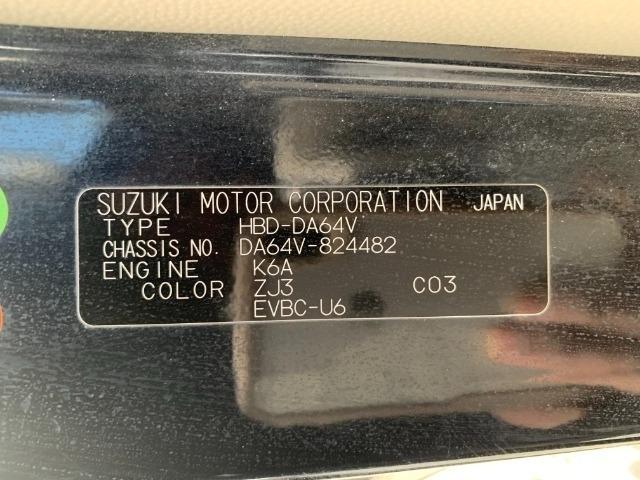 SUZUKI MOTOR CORPORATION JAPAN
TYPE HBD-DA64V
CHASSIS NO. DA64V-824482
ENGINE K6A
COLOR ZJ3 C03
EVBC-U6